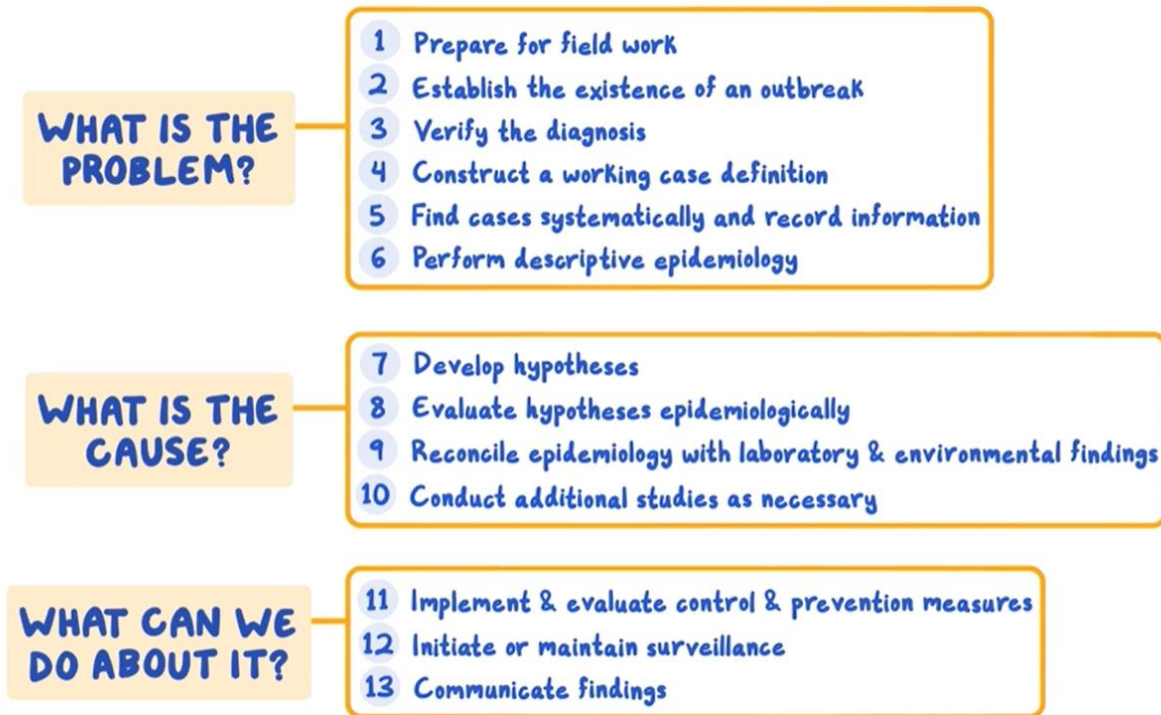 WHAT IS THE
PROBLEM?
1 Prepare for field work
2 Establish the existence of an outbreak
3 Verify the diagnosis
4 Construct a working case definition
5 Find cases systematically and record information
6 Perform descriptive epidemiology
WHAT IS THE
CAUSE?
7 Develop hypotheses
8 Evaluate hypotheses epidemiologically
9 Reconcile epidemiology with laboratory & environmental findings
10 Conduct additional studies as necessary
WHAT CAN WE
DO ABOUT IT?
11 Implement & evaluate control & prevention measures
12 Initiate or maintain surveillance
13 Communicate findings